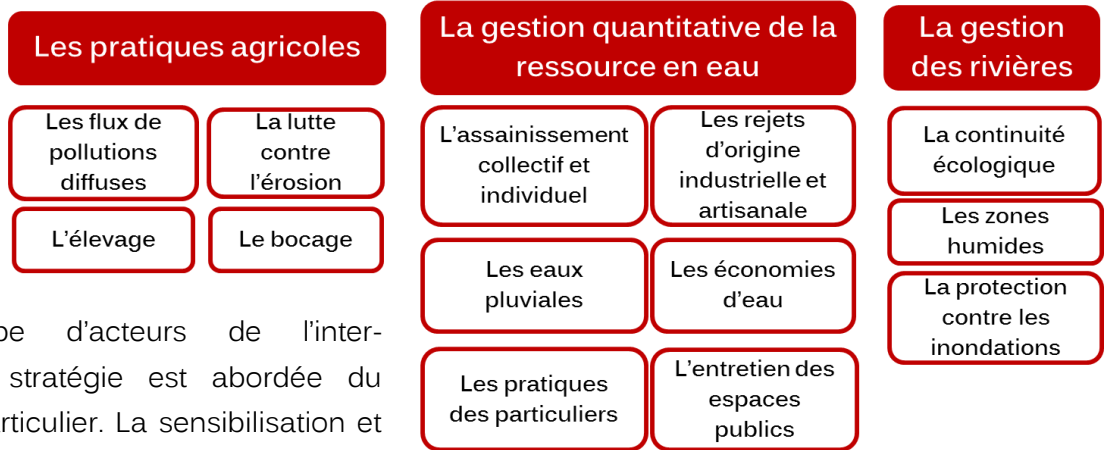 Les pratiques agricoles
Les flux de
pollutions
diffuses
La lutte
contre
l'érosion
L'élevage
Le bocage
La gestion quantitative de la
ressource en eau
L'assainissement
collectif et
individuel
Les rejets
d'origine
industrielle et
artisanale
Les eaux
pluviales
Les économies
d'eau
Les pratiques
des particuliers
L'entretien des
espaces
publics
La gestion
des rivières
La continuité
écologique
Les zones
humides
La protection
contre les
inondations
d'acteurs de l'inter-
stratégie est abordée du
La sensibilisation et